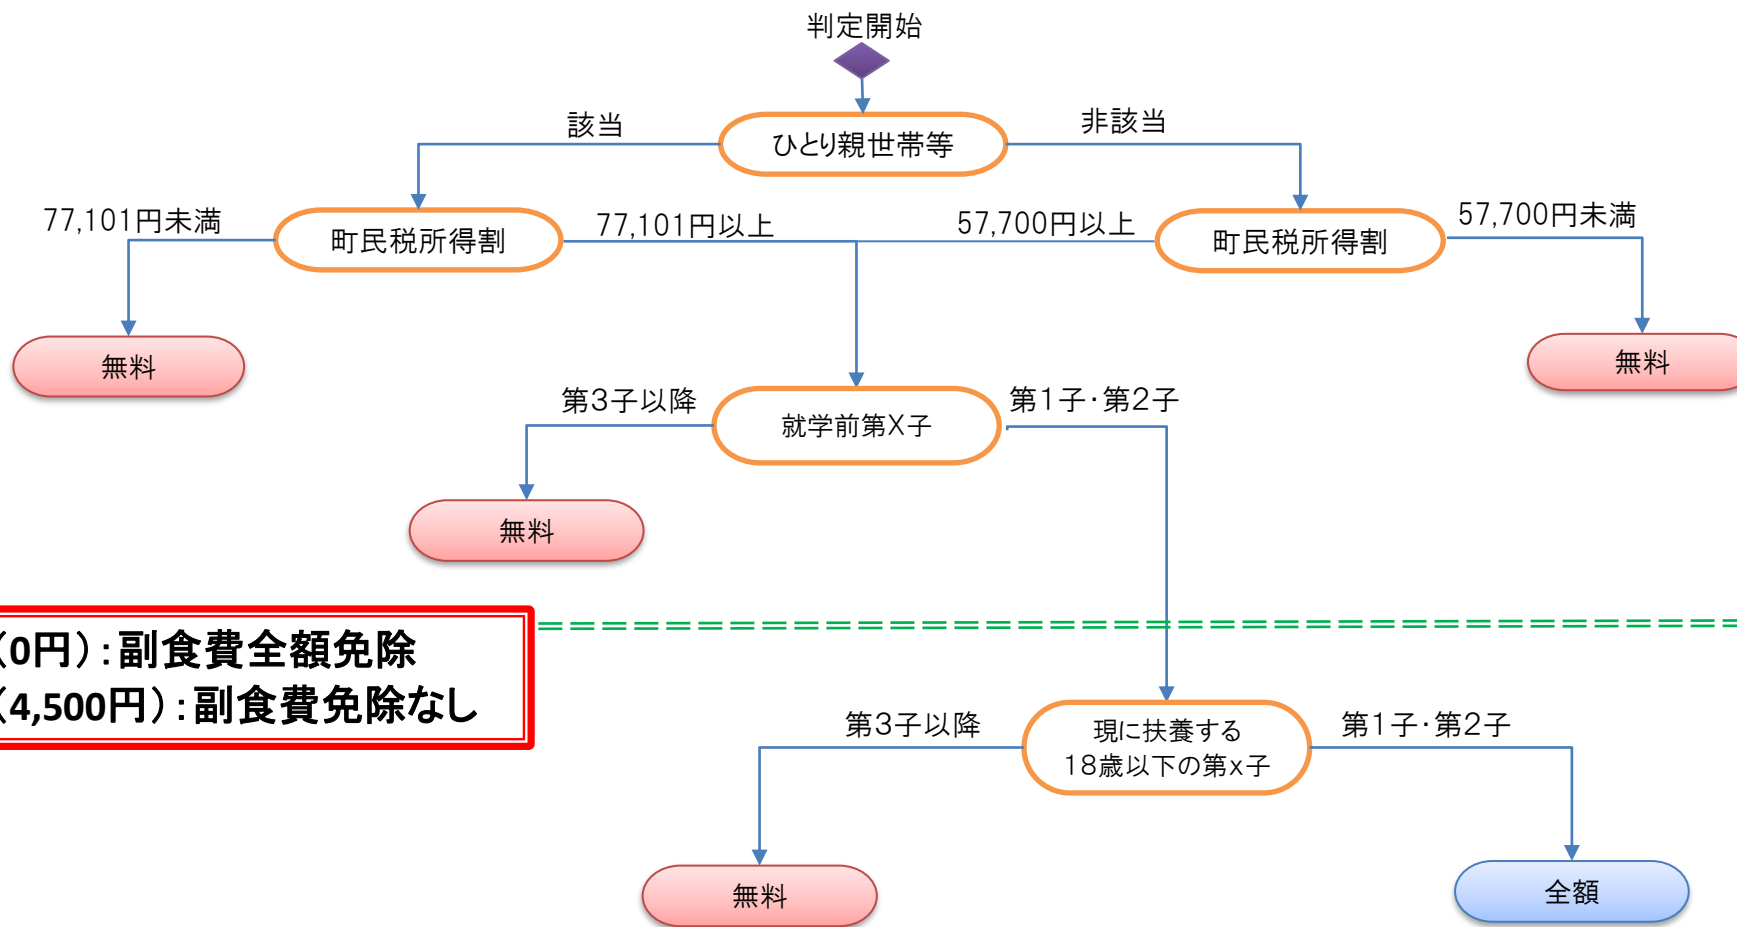 判定開始
該当
ひとり親世帯等
非該当
77,101円未満
町民税所得割
77,101円以上
57,700円以上
町民税所得割
57,700円未満
無料
無料
第3子以降
就学前第X子
第1子・第2子
無料
(0円):副食費全額免除
(4,500円):副食費免除なし
第3子以降
現に扶養する
18歳以下の第x子
第1子・第2子
無料
全額